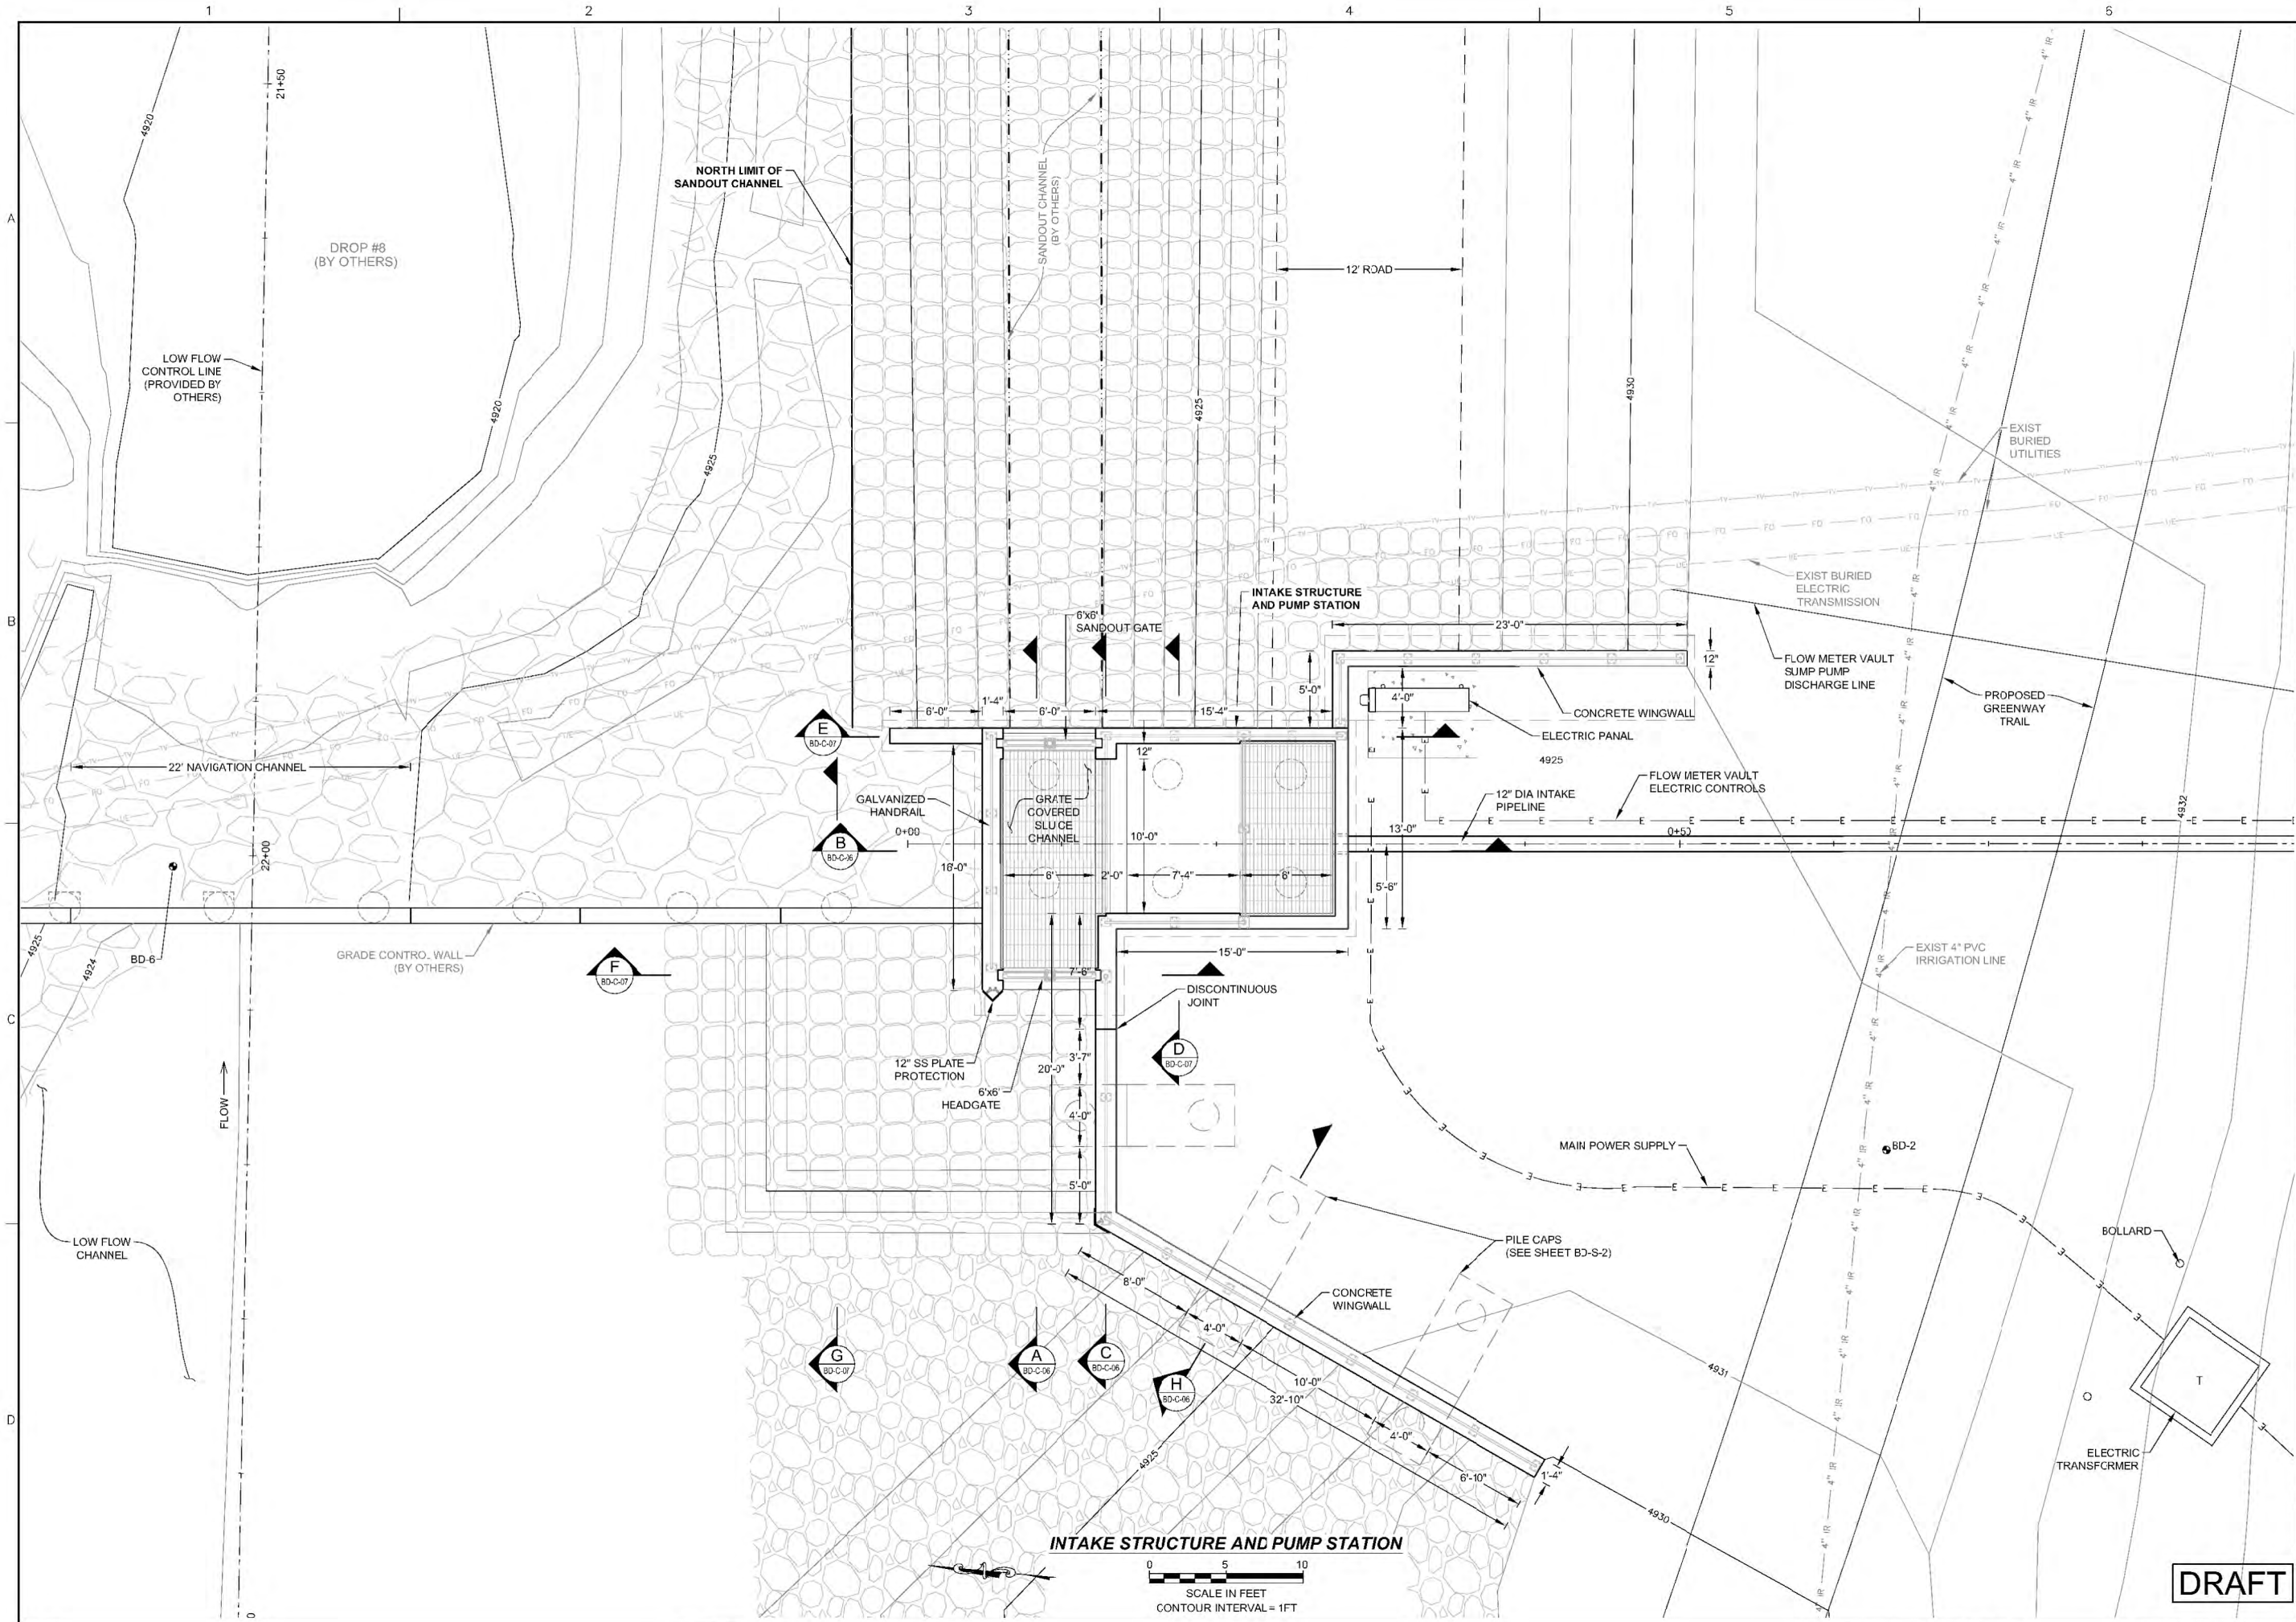 1
2
3
4
5
6
A
B
C
D
21+50
4920
DROP #8
(BY OTHERS)
NORTH LIMIT OF
SANDOUT CHANNEL
SANDOUT CHANNEL
(BY OTHERS)
12' ROAD
LOW FLOW
CONTROL LINE
(PROVIDED BY
OTHERS)
4920
4925
4925
4930
EXIST
BURIED
UTILITIES
EXIST BURIED
ELECTRIC
TRANSMISSION
INTAKE STRUCTURE
AND PUMP STATION
6'x6'
SANDOUT GATE
23'-0"
12"
FLOW METER VAULT
SUMP PUMP
DISCHARGE LINE
PROPOSED
GREENWAY
TRAIL
5'-0"
4'-0"
CONCRETE WINGWALL
ELECTRIC PANAL
4925
6'-0"
1'-4"
6'-0"
15'-4"
E
BD-C-07
12"
22' NAVIGATION CHANNEL
GALVANIZED
HANDRAIL
GRATE
COVERED
SLUICE
CHANNEL
FLOW METER VAULT
ELECTRIC CONTROLS
12" DIA INTAKE
PIPELINE
4932
0+00
10'-0"
13'-0"
0+50
B
BD-C-06
22+00
16'-0"
6'
2'-0"
7'-4"
6'
5'-6"
4925
4924
BD-6
GRADE CONTROL WALL
(BY OTHERS)
F
BD-C-07
15'-0"
EXIST 4" PVC
IRRIGATION LINE
7'-6"
DISCONTINUOUS
JOINT
D
BD-C-07
12" SS PLATE
PROTECTION
3'-7"
20'-0"
6'x6'
HEADGATE
4'-0"
FLOW
MAIN POWER SUPPLY
BD-2
5'-0"
LOW FLOW
CHANNEL
PILE CAPS
(SEE SHEET BD-S-2)
BOLLARD
8'-0"
CONCRETE
WINGWALL
4'-0"
G
BD-C-07
A
BD-C-06
C
BD-C-06
H
BD-C-06
10'-0"
32'-10"
4931
T
4'-0"
4925
6'-10"
1'-4"
ELECTRIC
TRANSFORMER
4930
INTAKE STRUCTURE AND PUMP STATION
0 5 10
SCALE IN FEET
CONTOUR INTERVAL = 1FT
DRAFT